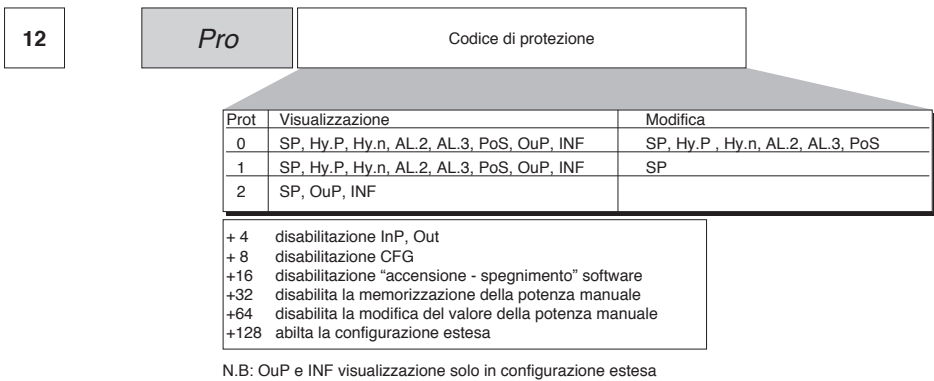 12 Pro Codice di protezione
Prot Visualizzazione Modifica
0 SP, Hy.P, Hy.n, AL.2, AL.3, PoS, OuP, INF SP, Hy.P , Hy.n, AL.2, AL.3, PoS
1 SP, Hy.P, Hy.n, AL.2, AL.3, PoS, OuP, INF SP
2 SP, OuP, INF
+ 4 disabilitazione InP, Out
+ 8 disabilitazione CFG
+16 disabilitazione “accensione - spegnimento” software
+32 disabilita la memorizzazione della potenza manuale
+64 disabilita la modifica del valore della potenza manuale
+128 abilta la configurazione estesa
N.B: OuP e INF visualizzazione solo in configurazione estesa